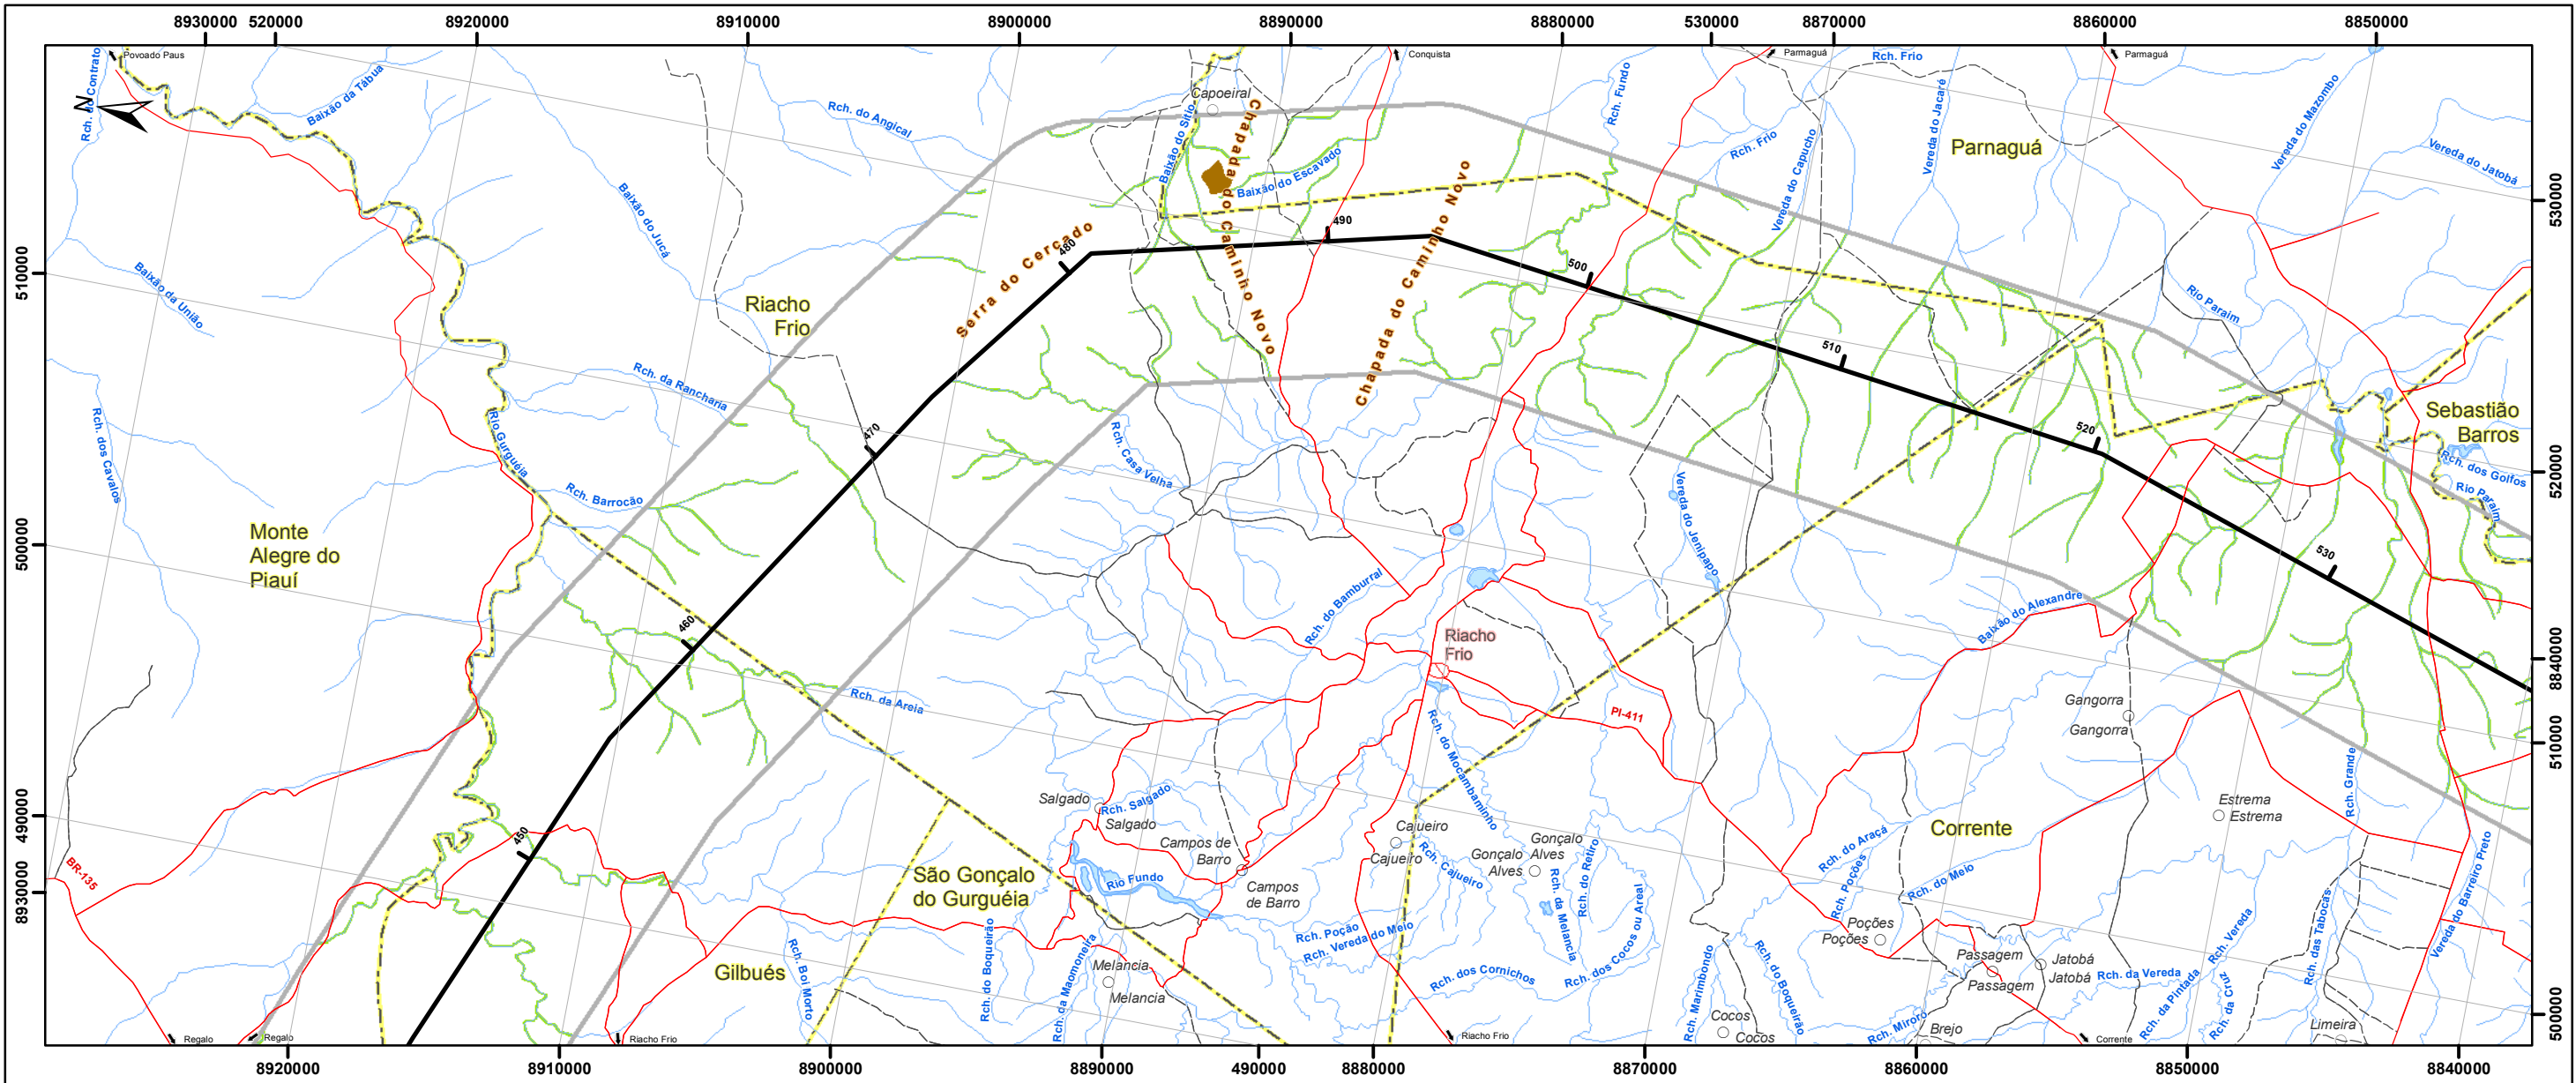 8930000 520000 8920000 8910000 8900000 8890000 8880000 530000 8870000 8860000 8850000
Povoado Paus
Conquista
Parmaguá
Parmaguá
Rch. do Contrato
N
Baixão da Tábua
Rch. do Angical
Baixão do Sítio
Capoeiral
Chapada do Caminho Novo
Rch. Fundo
Rch. Frio
Rch. Frio
Vereda do Capucho
Vereda do Jacaré
Parnaguá
Vereda do Mazombo
Vereda do Jatobá
530000
Baixão do Jucá
Baixão do Escavado
Chapada do Caminho Novo
Serra do Cercado
480
490
500
510
520
530
510000
Baixão da União
Riacho
Frio
Rio Paraim
Rch. da Rancharia
470
Rch. dos Cavalos
Rio Gurguéia
Rch. Barrocão
Rch. Casa Velha
Vereda do Jenipapo
Sebastião
Barros
Rch. dos Golfos
Rio Paraim
520000
500000
Monte
Alegre do
Piauí
460
Rch. do Bamburral
Riacho
Frio
Baixão do Alexandre
8840000
Rch. da Areia
PI-411
Gangorra
Gangorra
510000
Rch. do Mocambaminho
Rch. Grande
490000
450
Salgado
Rch. Salgado
Salgado
Campos de
Barro
Cajueiro
Cajueiro
Rch. Cajueiro
Gonçalo
Alves
Gonçalo
Alves
Rch. do Retiro
Rch. da Melancia
Rch. do Araçá
Corrente
Estrema
Estrema
Vereda do Barreiro Preto
BR-135
8930000
São Gonçalo
do Gurguéia
Rio Fundo
Campos
de Barro
Rch. Poções
Rch. do Meio
Rch. dos Cocos ou Areal
Rch. Poção
Rch. Vereda do Meio
Poções
Poções
Rch. das Tabocas
Rch. Vereda
Gilbués
Rch. Boi Morto
Rch. do Boqueirão
Rch. da Mamoneira
Melancia
Melancia
Rch. dos Cornichos
Rch. Marimbondo
Rch. do Boqueirão
Passagem
Passagem
Jatobá
Jatobá
Rch. da Vereda
Rch. da Pintada
Rch. da Cruz
Cocos
Cocos
Rch. Miroro
Brejo
Limeira
500000
Regalo
Regalo
Riacho Frio
Riacho Frio
Corrente
8920000 8910000 8900000 8890000 490000 8880000 8870000 8860000 8850000 8840000